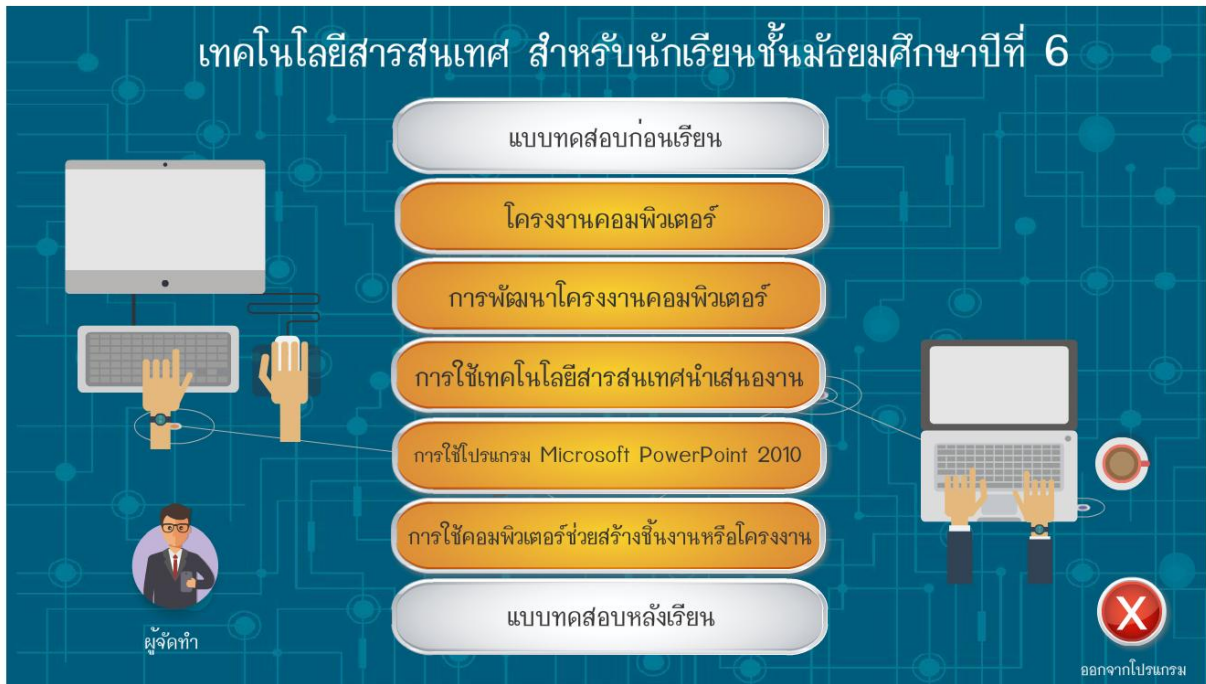 เทคโนโลยีสารสนเทศ สำหรับนักเรียนชั้นมัธยมศึกษาปีที่ 6
แบบทดสอบก่อนเรียน
โครงงานคอมพิวเตอร์
การพัฒนาโครงงานคอมพิวเตอร์
การใช้เทคโนโลยีสารสนเทศนำเสนองาน
การใช้โปรแกรม Microsoft PowerPoint 2010
การใช้คอมพิวเตอร์ช่วยสร้างชิ้นงานหรือโครงงาน
แบบทดสอบหลังเรียน
ผู้จัดทำ
X
ออกจากโปรแกรม